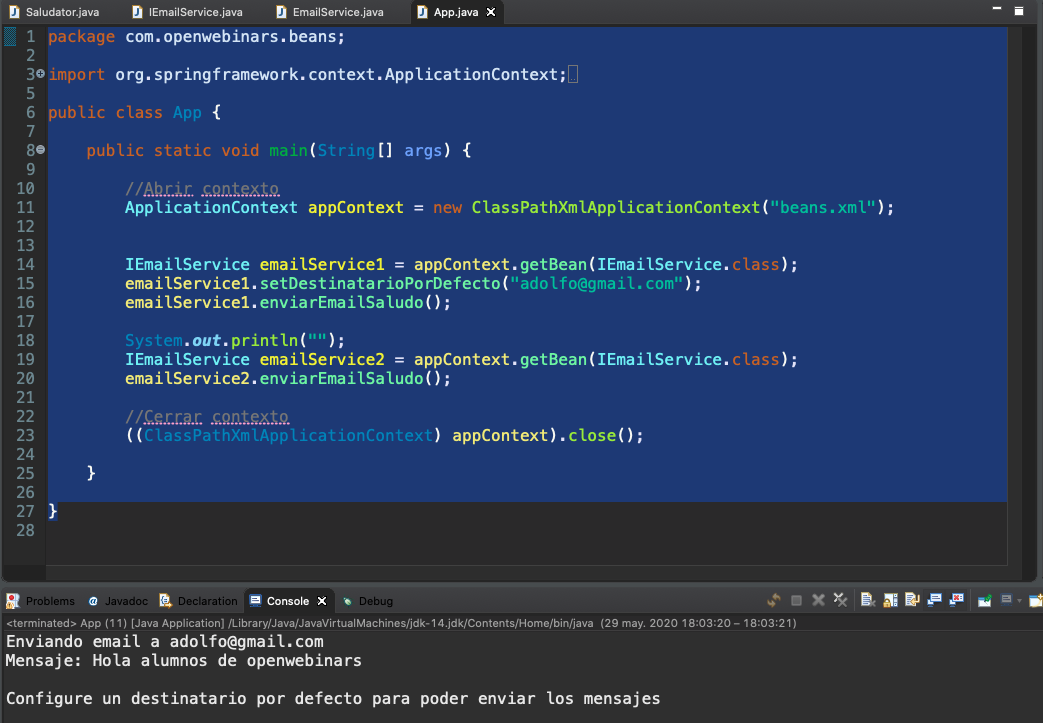 Saludator.java IEmailService.java EmailService.java App.java
1 package com.openwebinars.beans;
2
3 import org.springframework.context.ApplicationContext;
5
6 public class App {
7
8 public static void main(String[] args) {
9
10 //Abrir contexto
11 ApplicationContext appContext = new ClassPathXmlApplicationContext("beans.xml");
12
13
14 IEmailService emailService1 = appContext.getBean(IEmailService.class);
15 emailService1.setDestinatarioPorDefecto("adolfo@gmail.com");
16 emailService1.enviarEmailSaludo();
17
18 System.out.println("");
19 IEmailService emailService2 = appContext.getBean(IEmailService.class);
20 emailService2.enviarEmailSaludo();
21
22 //Cerrar contexto
23 ((ClassPathXmlApplicationContext) appContext).close();
24
25 }
26
27 }
28
Problems Javadoc Declaration Console Debug
<terminated> App (11) [Java Application] /Library/Java/JavaVirtualMachines/jdk-14.jdk/Contents/Home/bin/java (29 may. 2020 18:03:20 – 18:03:21)
Enviando email a adolfo@gmail.com
Mensaje: Hola alumnos de openwebinars
Configure un destinatario por defecto para poder enviar los mensajes